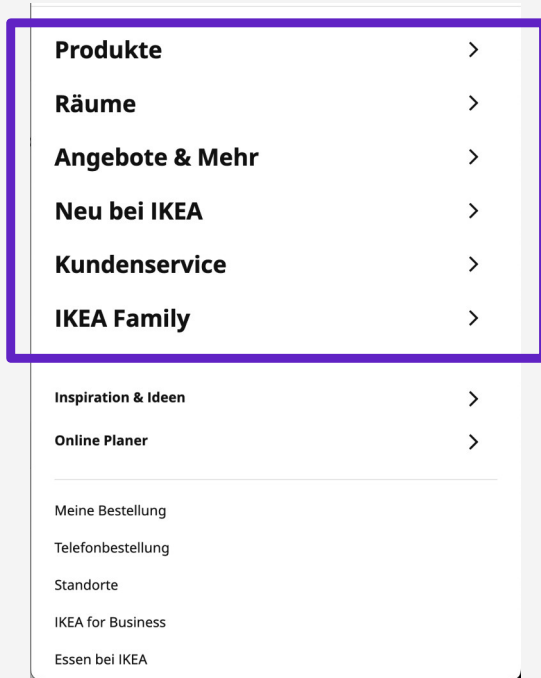 Produkte
Räume
Angebote & Mehr
Neu bei IKEA
Kundenservice
IKEA Family
Inspiration & Ideen
Online Planer
Meine Bestellung
Telefonbestellung
Standorte
IKEA for Business
Essen bei IKEA